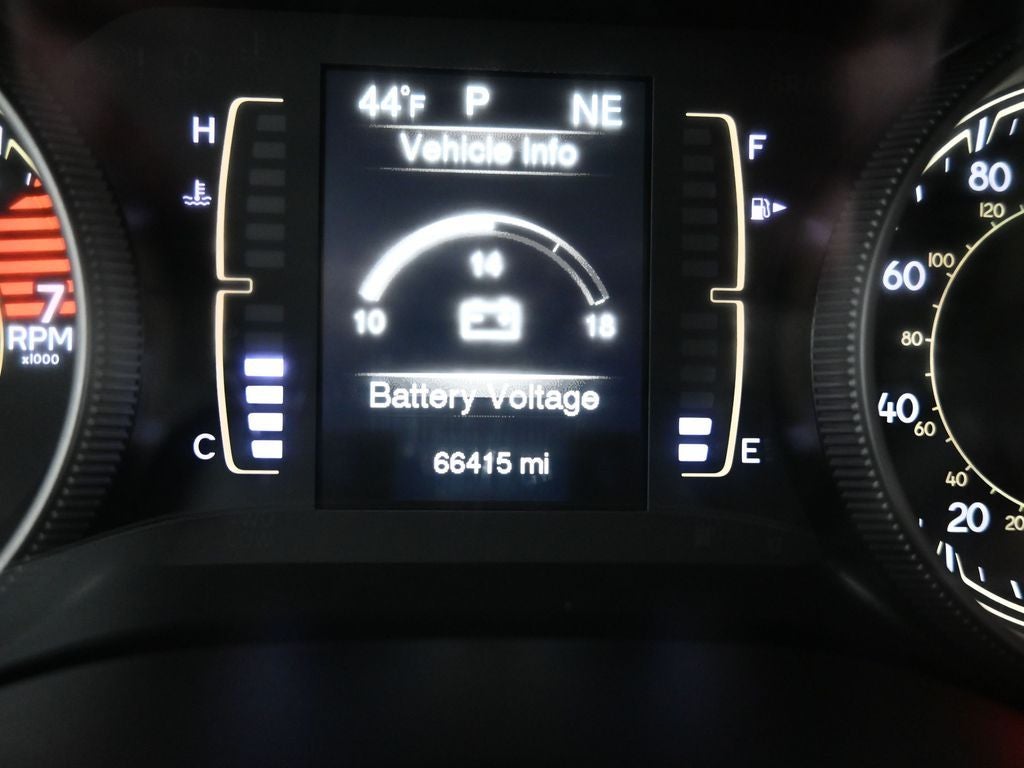 44°F P NE
Vehicle Info
14
10 18
Battery Voltage
66415 mi
H
C
F
E
7
RPM
x1000
80
120
60 100
80
40 60
40
20 20